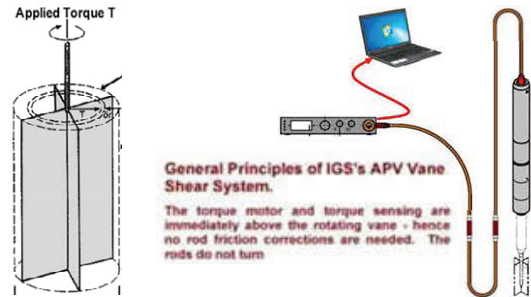 Applied Torque T
General Principles of IGS's APV Vane
Shear System.
The torque motor and torque sensing are
immediately above the rotating vane - hence
no rod friction corrections are needed. The
rods do not turn